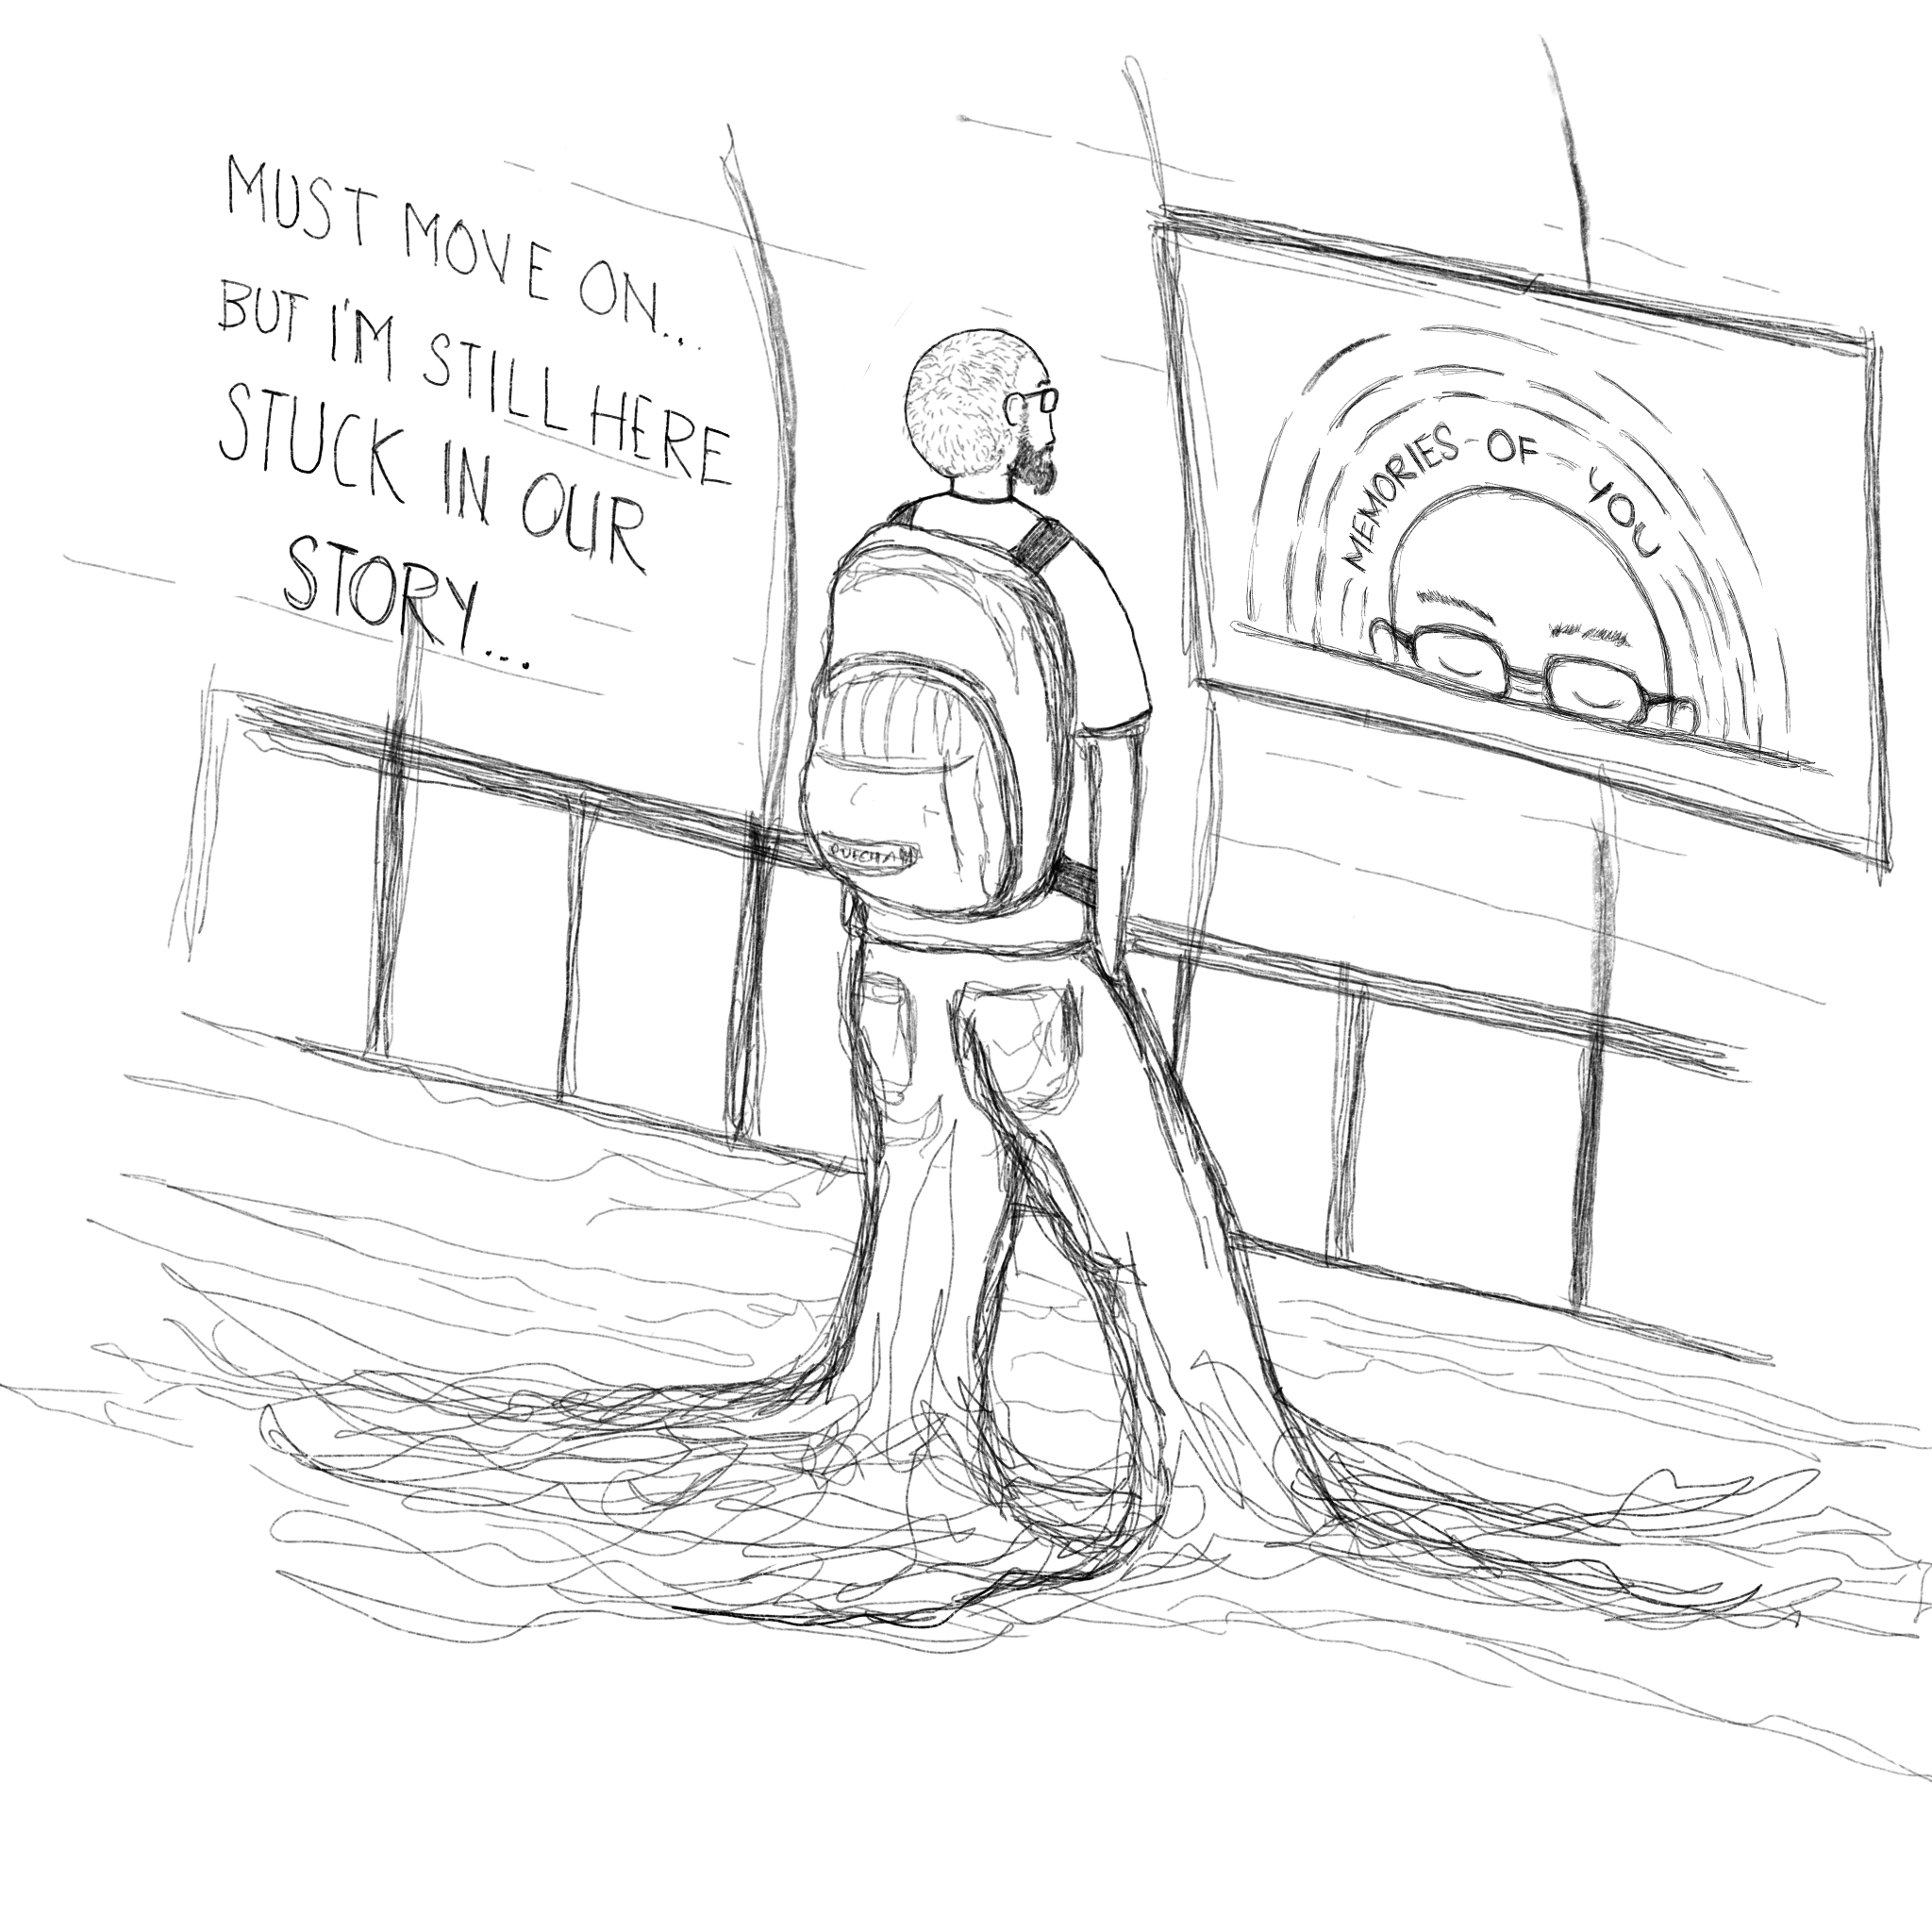 MUST MOVE ON...
BUT I'M STILL HERE
STUCK IN OUR
STORY...
MEMORIES - OF - YOU